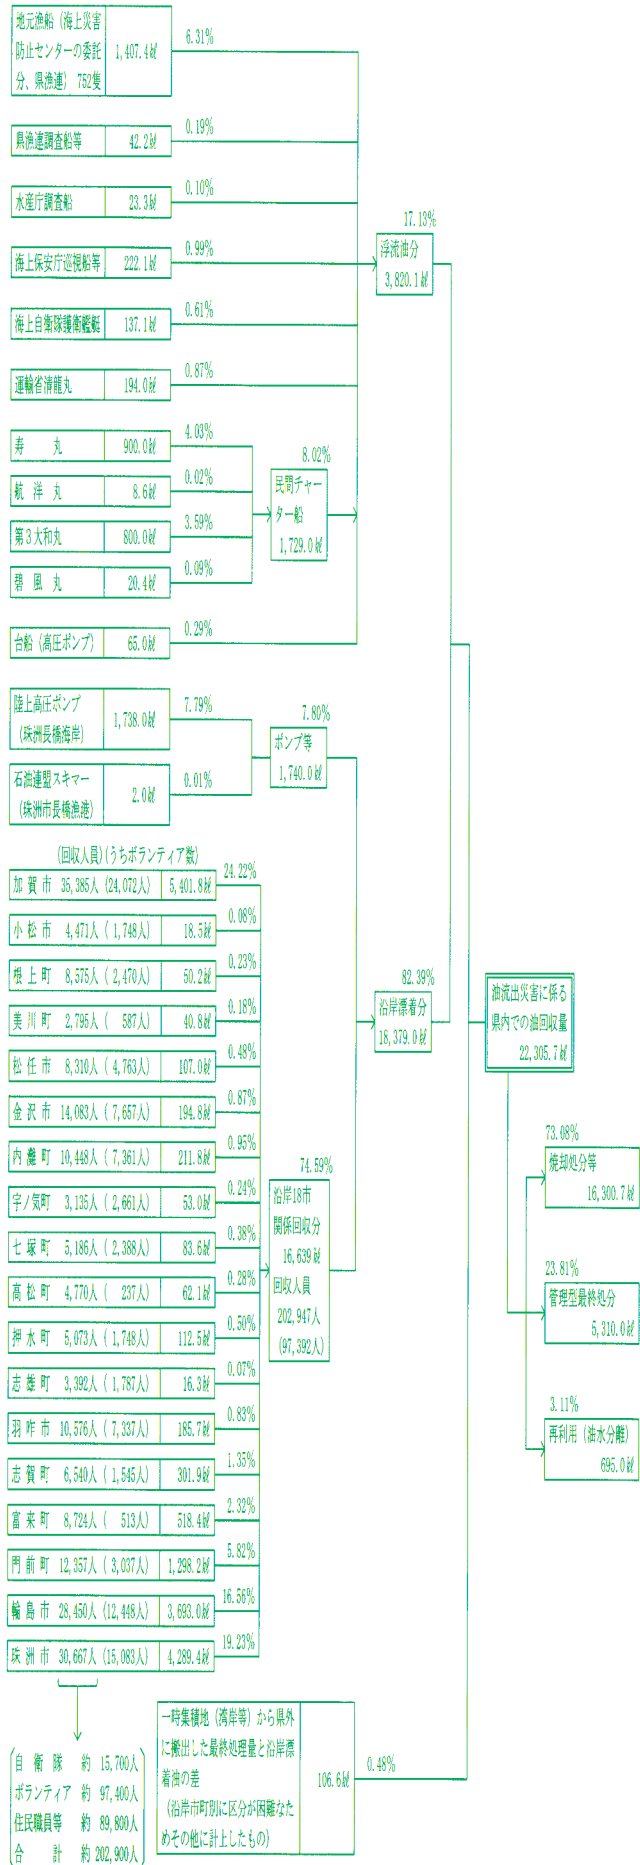 地元漁船（海上災害
防止センターの委託
分、県漁連） 752隻
1,407.4㎘
6.31%
県漁連調査船等 42.2㎘
0.19%
水産庁調査船 23.3㎘
0.10%
海上保安庁巡視船等 222.1㎘
0.99%
海上自衛隊護衛艦艇 137.1㎘
0.61%
運輸省清龍丸 194.0㎘
0.87%
17.13%
浮流油分
3,820.1㎘
寿　　丸 900.0㎘
4.03%
航　洋　丸 8.6㎘
0.02%
第３大和丸 800.0㎘
3.59%
碧　風　丸 20.4㎘
0.09%
8.02%
民間チャー
ター船
1,729.0㎘
台船（高圧ポンプ） 65.0㎘
0.29%
陸上高圧ポンプ
（珠洲長橋海岸）
1,738.0㎘
7.79%
石油連盟スキマー
（珠洲市長橋漁港）
2.0㎘
0.01%
7.80%
ポンプ等
1,740.0㎘
（回収人員）（うちボランティア数）
加賀市 35,385人（24,072人） 5,401.8㎘ 24.22%
小松市 4,471人（ 1,748人） 18.5㎘ 0.08%
根上町 8,575人（ 2,470人） 50.2㎘ 0.23%
美川町 2,795人（ 587人） 40.8㎘ 0.18%
松任市 8,310人（ 4,763人） 107.0㎘ 0.48%
金沢市 14,083人（ 7,657人） 194.8㎘ 0.87%
内灘町 10,448人（ 7,361人） 211.8㎘ 0.95%
宇ノ気町 3,135人（ 2,661人） 53.0㎘ 0.24%
七塚町 5,186人（ 2,388人） 83.6㎘ 0.38%
高松町 4,770人（ 237人） 62.1㎘ 0.28%
押水町 5,073人（ 1,748人） 112.5㎘ 0.50%
志雄町 3,392人（ 1,787人） 16.3㎘ 0.07%
羽咋市 10,576人（ 7,337人） 185.7㎘ 0.83%
志賀町 6,540人（ 1,545人） 301.9㎘ 1.35%
富来町 8,724人（ 513人） 518.4㎘ 2.32%
門前町 12,357人（ 3,037人） 1,298.2㎘ 5.82%
輪島市 28,450人（12,448人） 3,693.0㎘ 16.56%
珠洲市 30,667人（15,083人） 4,289.4㎘ 19.23%
74.59%
沿岸18市
関係回収分
16,639㎘
回収人員
202,947人
（97,392人）
82.39%
沿岸漂着分
18,379.0㎘
油流出災害に係る
県内での油回収量
22,305.7㎘
73.08%
焼却処分等
16,300.7㎘
23.81%
管理型最終処分
5,310.0㎘
3.11%
再利用（油水分離）
695.0㎘
自衛隊 約 15,700人
ボランティア 約 97,400人
住民職員等 約 89,800人
合　計 約 202,900人
一時集積地（湾岸等）から県外
に搬出した最終処理量と沿岸漂
着油の差
（沿岸市町別に区分が困難なた
めその他に計上したもの）
106.6㎘
0.48%